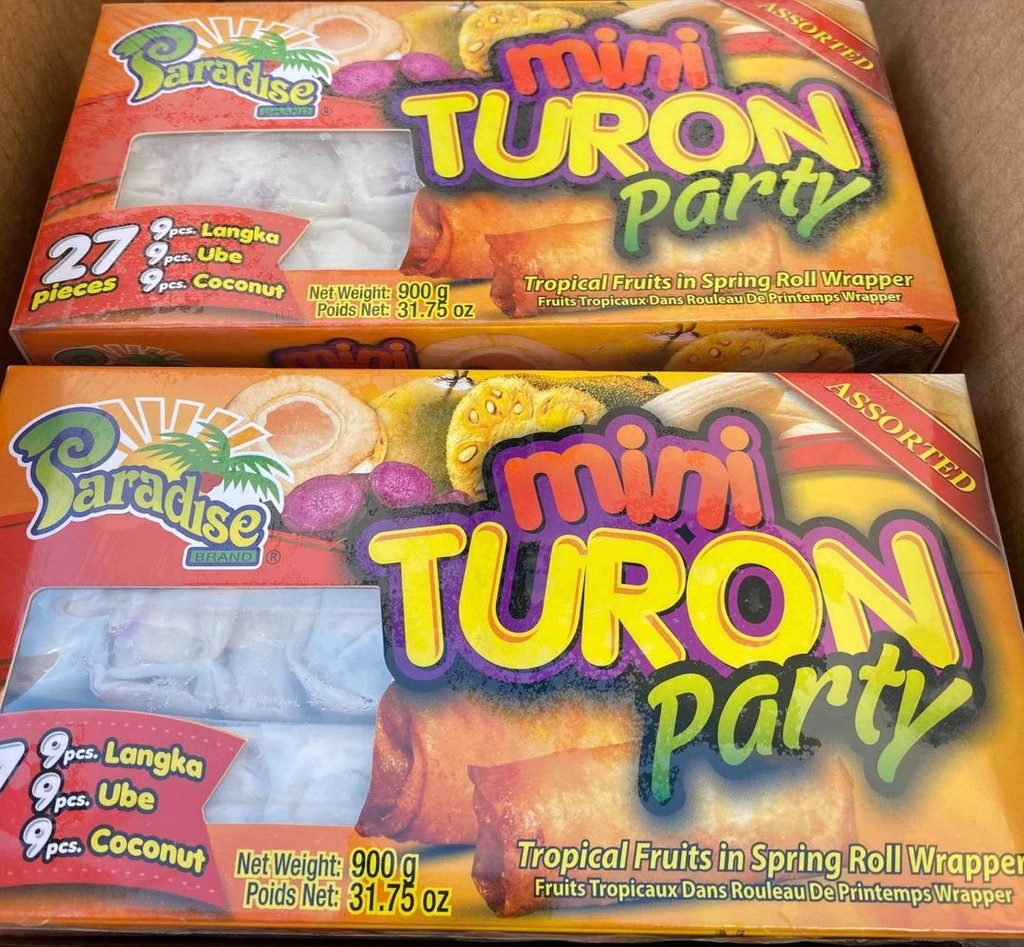 Paradise
BRAND ®
mini
TURON
party
ASSORTED
27
pieces
9pcs. Langka
9pcs. Ube
9pcs. Coconut
Net Weight: 900 g
Poids Net: 31.75 oz
Tropical Fruits in Spring Roll Wrapper
Fruits Tropicaux Dans Rouleau De Printemps Wrapper
mini
Paradise
BRAND ®
mini
TURON
party
ASSORTED
7
9pcs. Langka
9pcs. Ube
9pcs. Coconut
Net Weight: 900 g
Poids Net: 31.75 oz
Tropical Fruits in Spring Roll Wrapper
Fruits Tropicaux Dans Rouleau De Printemps Wrapper